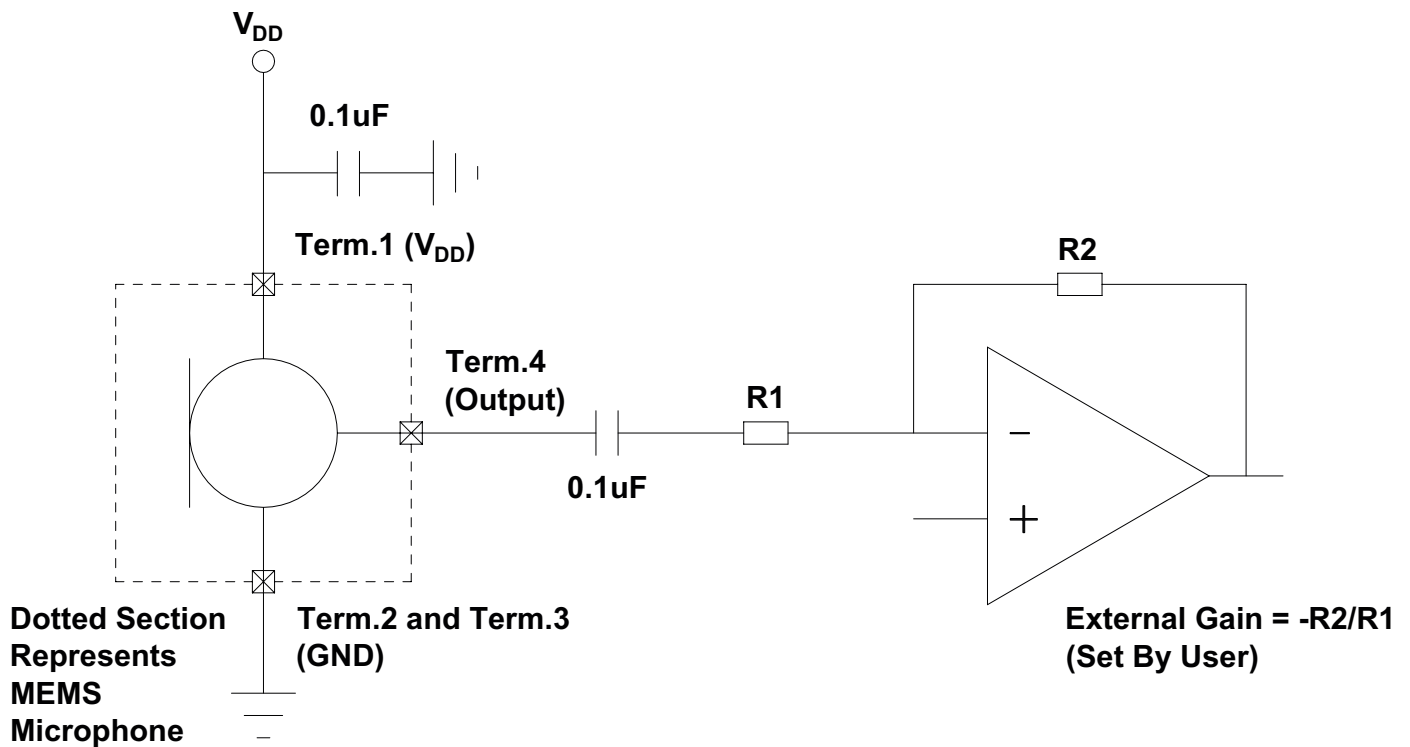 VDD
0.1uF
Term.1 (VDD)
R2
Term.4
(Output)
R1
0.1uF
−
+
Dotted Section
Represents
MEMS
Microphone
Term.2 and Term.3
(GND)
External Gain = -R2/R1
(Set By User)